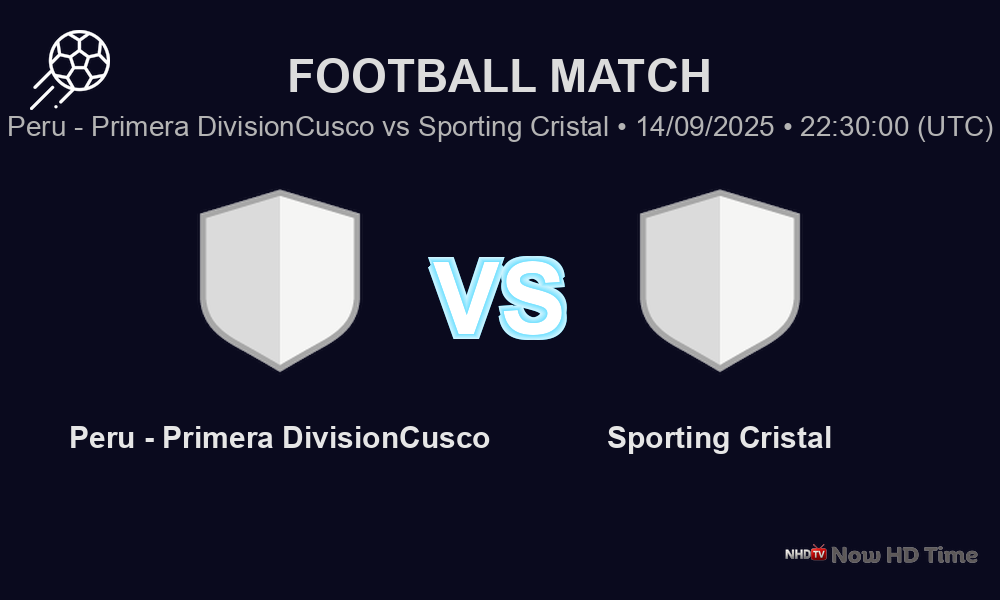 FOOTBALL MATCH
Peru - Primera DivisionCusco vs Sporting Cristal • 14/09/2025 • 22:30:00 (UTC)
VS
Peru - Primera DivisionCusco
Sporting Cristal
NHDTV Now HD Time